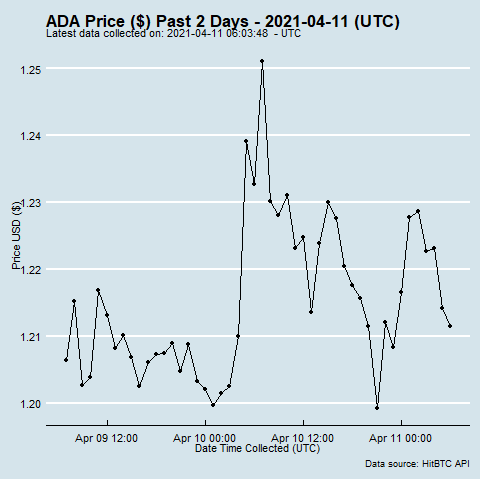 ADA Price ($) Past 2 Days - 2021-04-11 (UTC)
Latest data collected on: 2021-04-11 06:03:48 - UTC
Price USD ($)
1.25
1.24
1.23
1.22
1.21
1.20
Apr 09 12:00 Apr 10 00:00 Apr 10 12:00 Apr 11 00:00
Date Time Collected (UTC)
Data source: HitBTC API